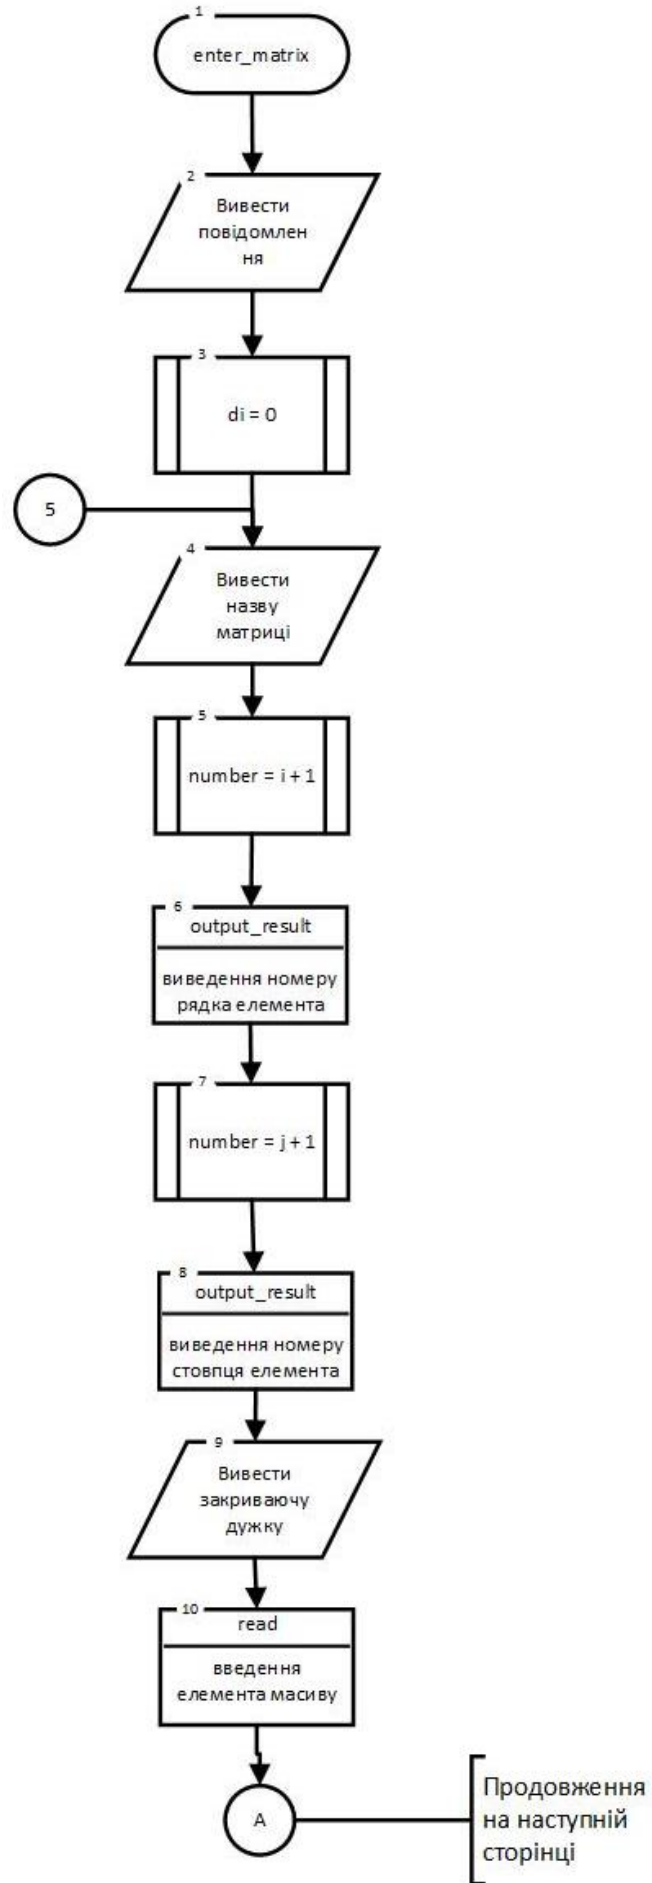 1
enter_matrix
2
Вивести
повідомлен
ня
3
di = 0
5
4
Вивести
назву
матриці
5
number = i + 1
6
output_result
виведення номеру
рядка елемента
7
number = j + 1
8
output_result
виведення номеру
стовпця елемента
9
Вивести
закриваючу
дужку
10
read
введення
елемента масиву
А
Продовження
на наступній
сторінці